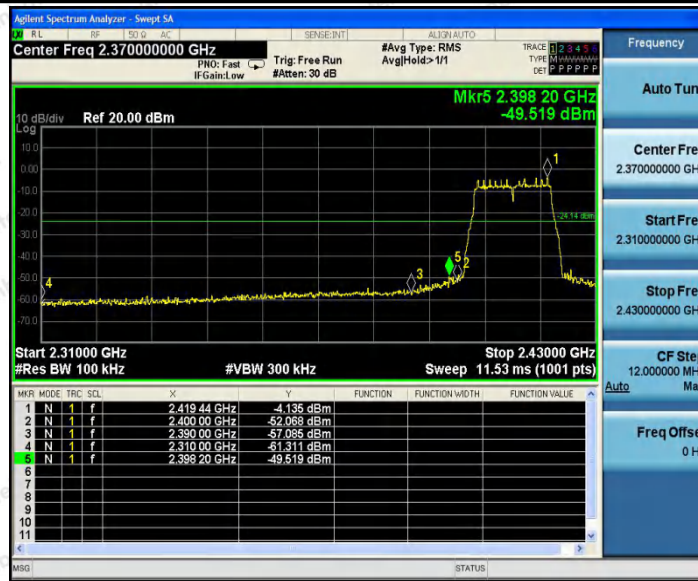 Agilent Spectrum Analyzer - Swept SA
RL RF 50 Ω AC SENSE:INT ALIGN AUTO
Center Freq 2.370000000 GHz
PNO: Fast
IFGain:Low
Trig: Free Run
#Atten: 30 dB
#Avg Type: RMS
Avg|Hold>1/1
TRACE 1 2 3 4 5 6
TYPE M
DET P P P P P P
Mkr5 2.398 20 GHz
-49.519 dBm
10 dB/div Ref 20.00 dBm
Log
10.0
0.00
-10.0
-20.0
-30.0
-40.0
-50.0
-60.0
-70.0
-24.14 dBm
1
5
2
3
4
Start 2.31000 GHz Stop 2.43000 GHz
#Res BW 100 kHz #VBW 300 kHz Sweep 11.53 ms (1001 pts)
MKR MODE TRC SCL X Y FUNCTION FUNCTION WIDTH FUNCTION VALUE
1 N 1 f 2.419 44 GHz -4.135 dBm
2 N 1 f 2.400 00 GHz -52.068 dBm
3 N 1 f 2.390 00 GHz -57.085 dBm
4 N 1 f 2.310 00 GHz -61.311 dBm
5 N 1 f 2.398 20 GHz -49.519 dBm
6
7
8
9
10
11
MSG STATUS
Frequency
Auto Tun
Center Fre
2.370000000 GH
Start Fre
2.310000000 GH
Stop Fre
2.430000000 GH
CF Ste
12.000000 MH
Auto Ma
Freq Offse
0 H